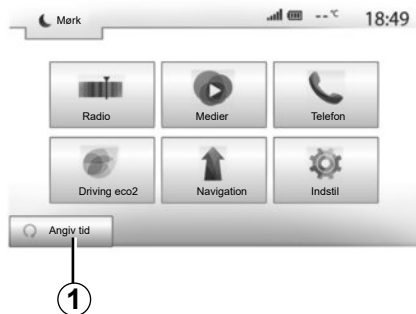 Mørk
--°C
18:49
Radio
Medier
Telefon
Driving eco2
Navigation
Indstil
Angiv tid
1